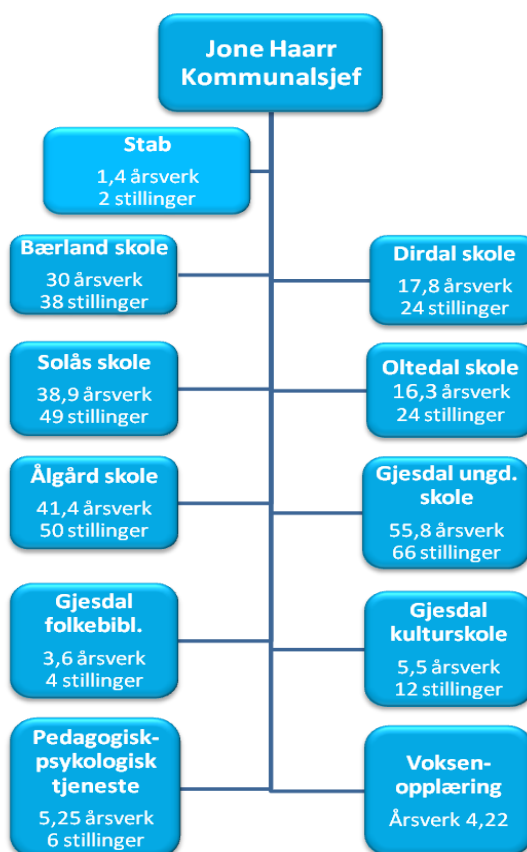 Jone Haarr
Kommunalsjef
Stab
1,4 årsverk
2 stillinger
Bærland skole
30 årsverk
38 stillinger
Dirdal skole
17,8 årsverk
24 stillinger
Solås skole
38,9 årsverk
49 stillinger
Oltedal skole
16,3 årsverk
24 stillinger
Ålgård skole
41,4 årsverk
50 stillinger
Gjesdal ungd.
skole
55,8 årsverk
66 stillinger
Gjesdal
folkebibl.
3,6 årsverk
4 stillinger
Gjesdal
kulturskole
5,5 årsverk
12 stillinger
Pedagogisk-
psykologisk
tjeneste
5,25 årsverk
6 stillinger
Voksen-
opplæring
Årsverk 4,22